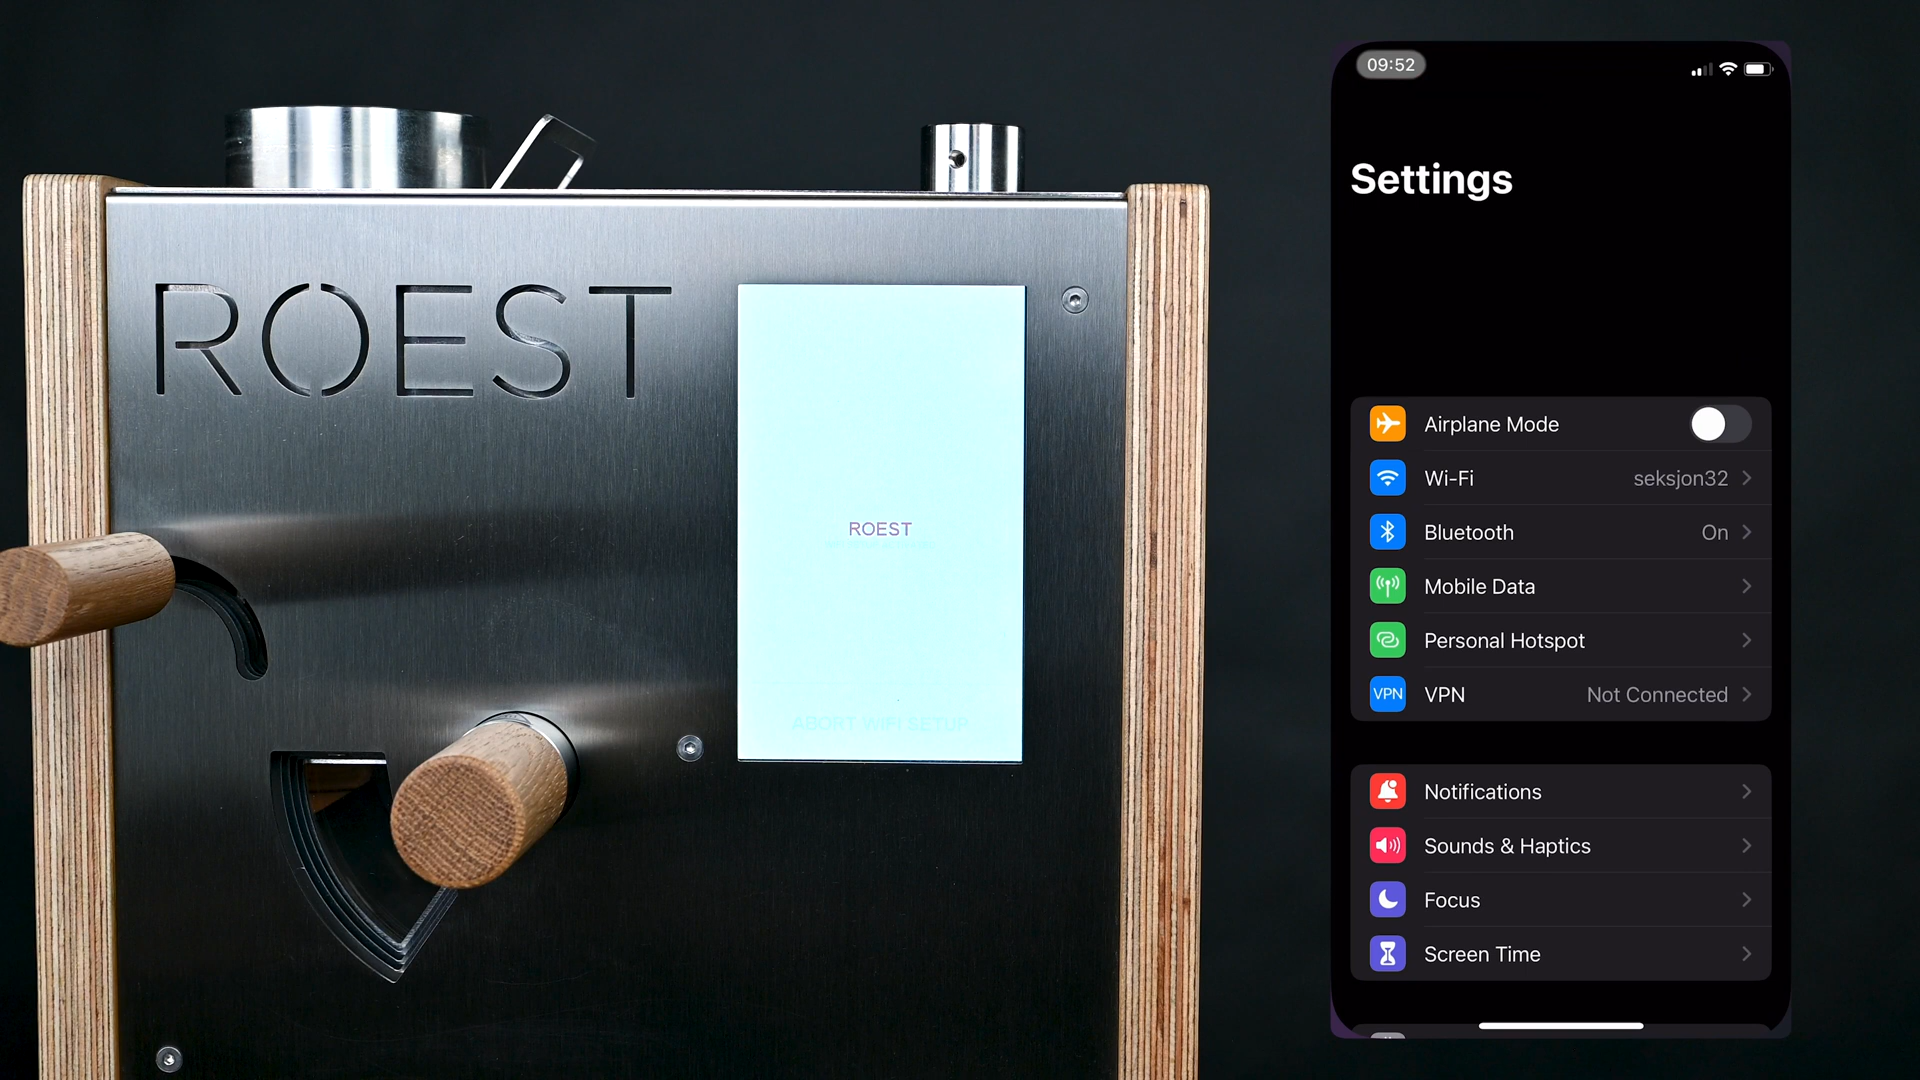 ROEST
ROEST
ABORT WIFI SETUP
09:52
Settings
Airplane Mode
Wi-Fi seksjon32
Bluetooth On
Mobile Data
Personal Hotspot
VPN VPN Not Connected
Notifications
Sounds & Haptics
Focus
Screen Time